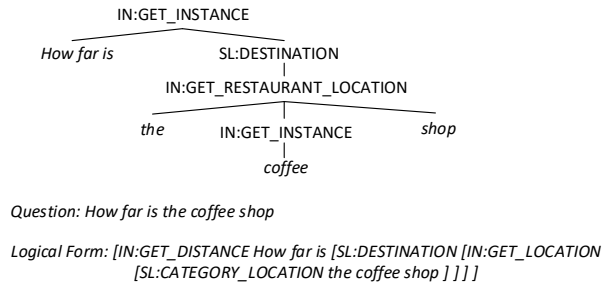 IN:GET_INSTANCE
How far is SL:DESTINATION
IN:GET_RESTAURANT_LOCATION
the IN:GET_INSTANCE shop
coffee
Question: How far is the coffee shop
Logical Form: [IN:GET_DISTANCE How far is [SL:DESTINATION [IN:GET_LOCATION
[SL:CATEGORY_LOCATION the coffee shop ] ] ] ]